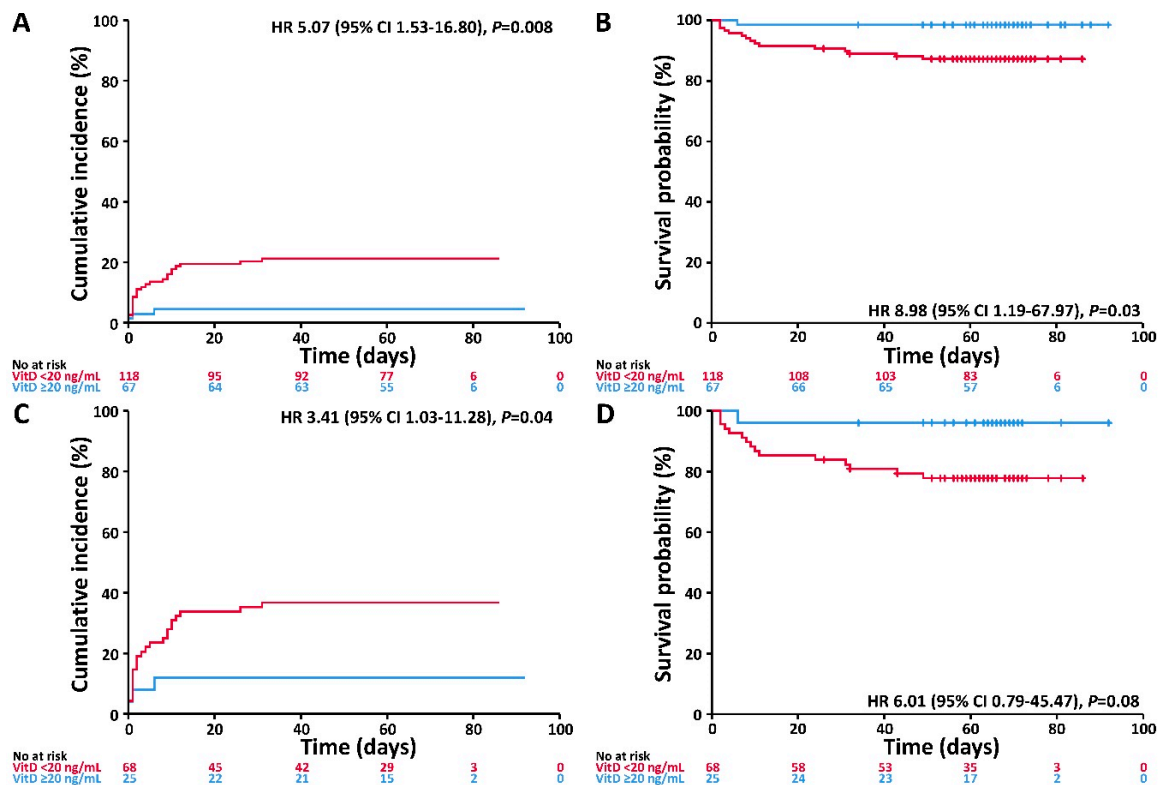 A
HR 5.07 (95% CI 1.53-16.80), P=0.008
Cumulative incidence (%)
100
80
60
40
20
0
0 20 40 60 80 100
Time (days)
No at risk
VitD <20 ng/mL 118 95 92 77 6 0
VitD ≥20 ng/mL 67 64 63 55 6 0
B
Survival probability (%)
100
80
60
40
20
0
HR 8.98 (95% CI 1.19-67.97), P=0.03
0 20 40 60 80 100
Time (days)
No at risk
VitD <20 ng/mL 118 108 103 83 6 0
VitD ≥20 ng/mL 67 66 65 57 6 0
C
HR 3.41 (95% CI 1.03-11.28), P=0.04
Cumulative incidence (%)
100
80
60
40
20
0
0 20 40 60 80 100
Time (days)
No at risk
VitD <20 ng/mL 68 45 42 29 3 0
VitD ≥20 ng/mL 25 22 21 15 2 0
D
Survival probability (%)
100
80
60
40
20
0
HR 6.01 (95% CI 0.79-45.47), P=0.08
0 20 40 60 80 100
Time (days)
No at risk
VitD <20 ng/mL 68 58 53 35 3 0
VitD ≥20 ng/mL 25 24 23 17 2 0